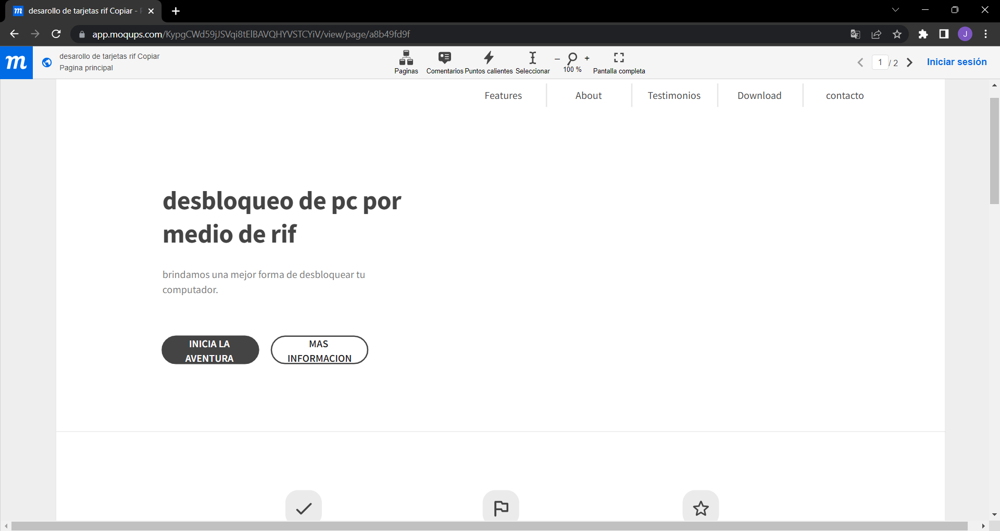 desarollo de tarjetas rif Copiar -
app.moqups.com/KypgCWd59jJSVqi8tElBAVQHYVSTCYiV/view/page/a8b49fd9f
J
m
desarollo de tarjetas rif Copiar
Pagina principal
Paginas
Comentarios
Puntos calientes
Seleccionar
– +
100 %
Pantalla completa
1 / 2
Iniciar sesión
Features
About
Testimonios
Download
contacto
desbloqueo de pc por
medio de rif
brindamos una mejor forma de desbloquear tu
computador.
INICIA LA
AVENTURA
MAS
INFORMACION